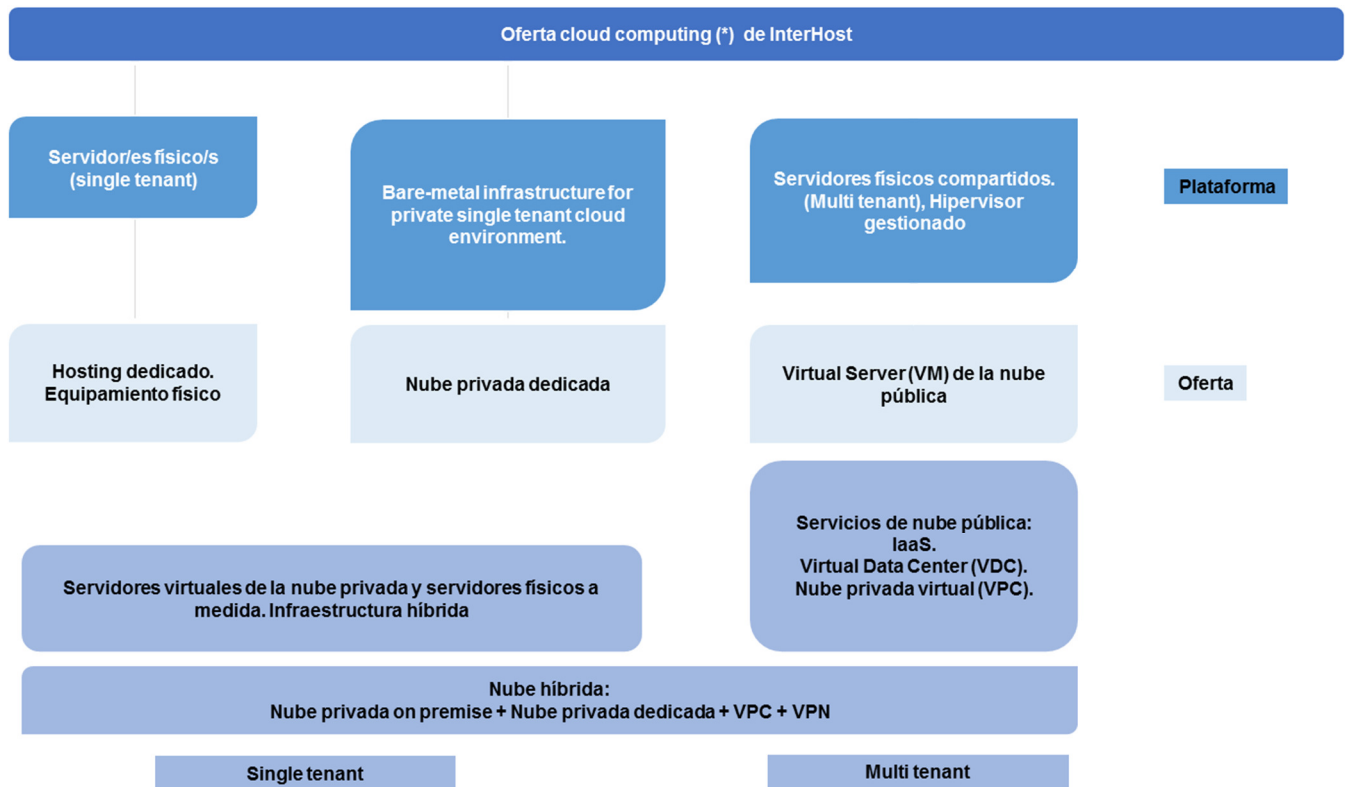 Oferta cloud computing (*) de InterHost
Servidor/es físico/s
(single tenant)
Bare-metal infrastructure for
private single tenant cloud
environment.
Servidores físicos compartidos.
(Multi tenant), Hipervisor
gestionado
Plataforma
Hosting dedicado.
Equipamiento físico
Nube privada dedicada
Virtual Server (VM) de la nube
pública
Oferta
Servidores virtuales de la nube privada y servidores físicos a
medida. Infraestructura híbrida
Servicios de nube pública:
IaaS.
Virtual Data Center (VDC).
Nube privada virtual (VPC).
Nube híbrida:
Nube privada on premise + Nube privada dedicada + VPC + VPN
Single tenant
Multi tenant